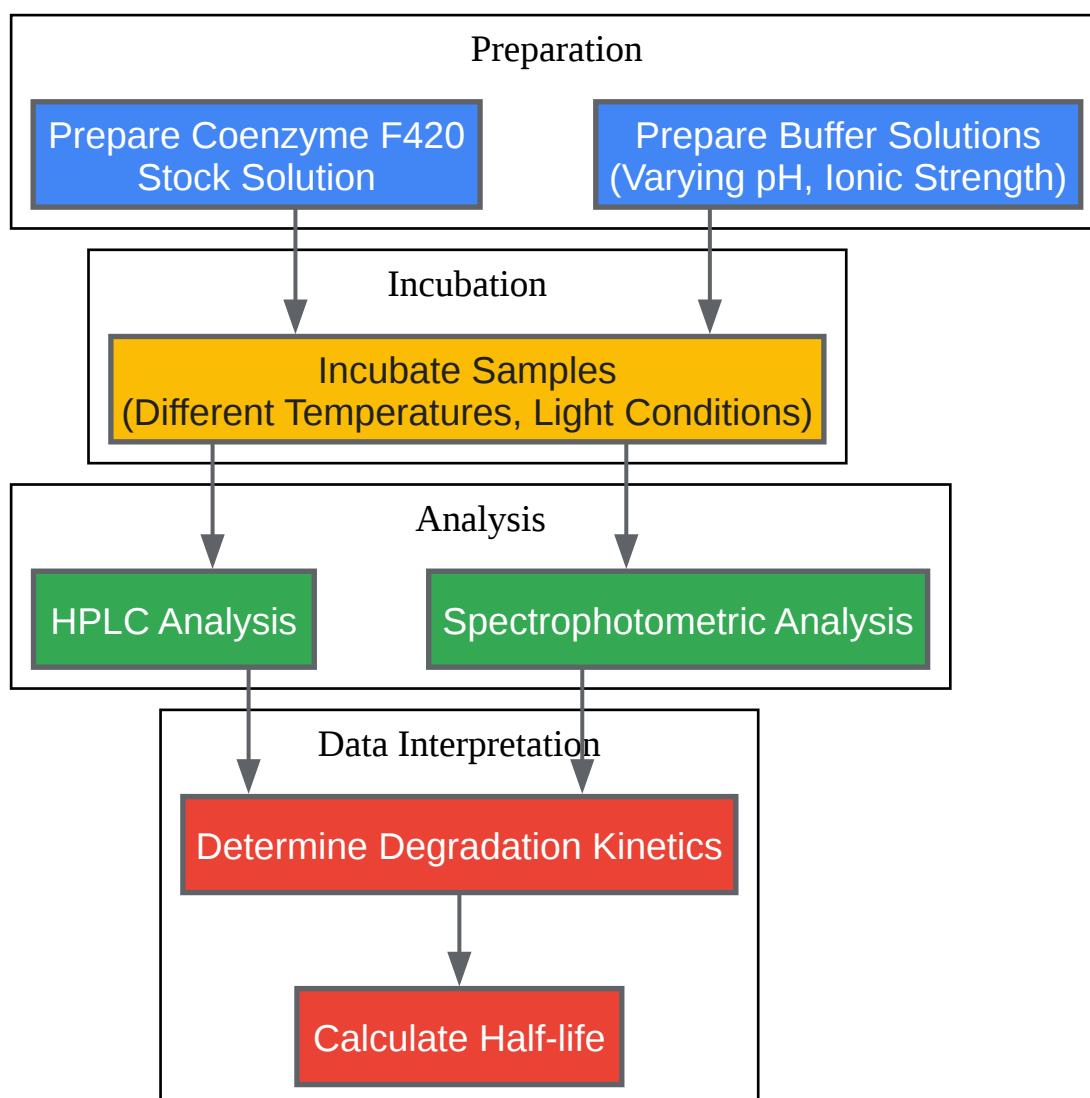 Preparation
Prepare Coenzyme F420
Stock Solution
Prepare Buffer Solutions
(Varying pH, Ionic Strength)
Incubation
Incubate Samples
(Different Temperatures, Light Conditions)
Analysis
HPLC Analysis
Spectrophotometric Analysis
Data Interpretation
Determine Degradation Kinetics
Calculate Half-life